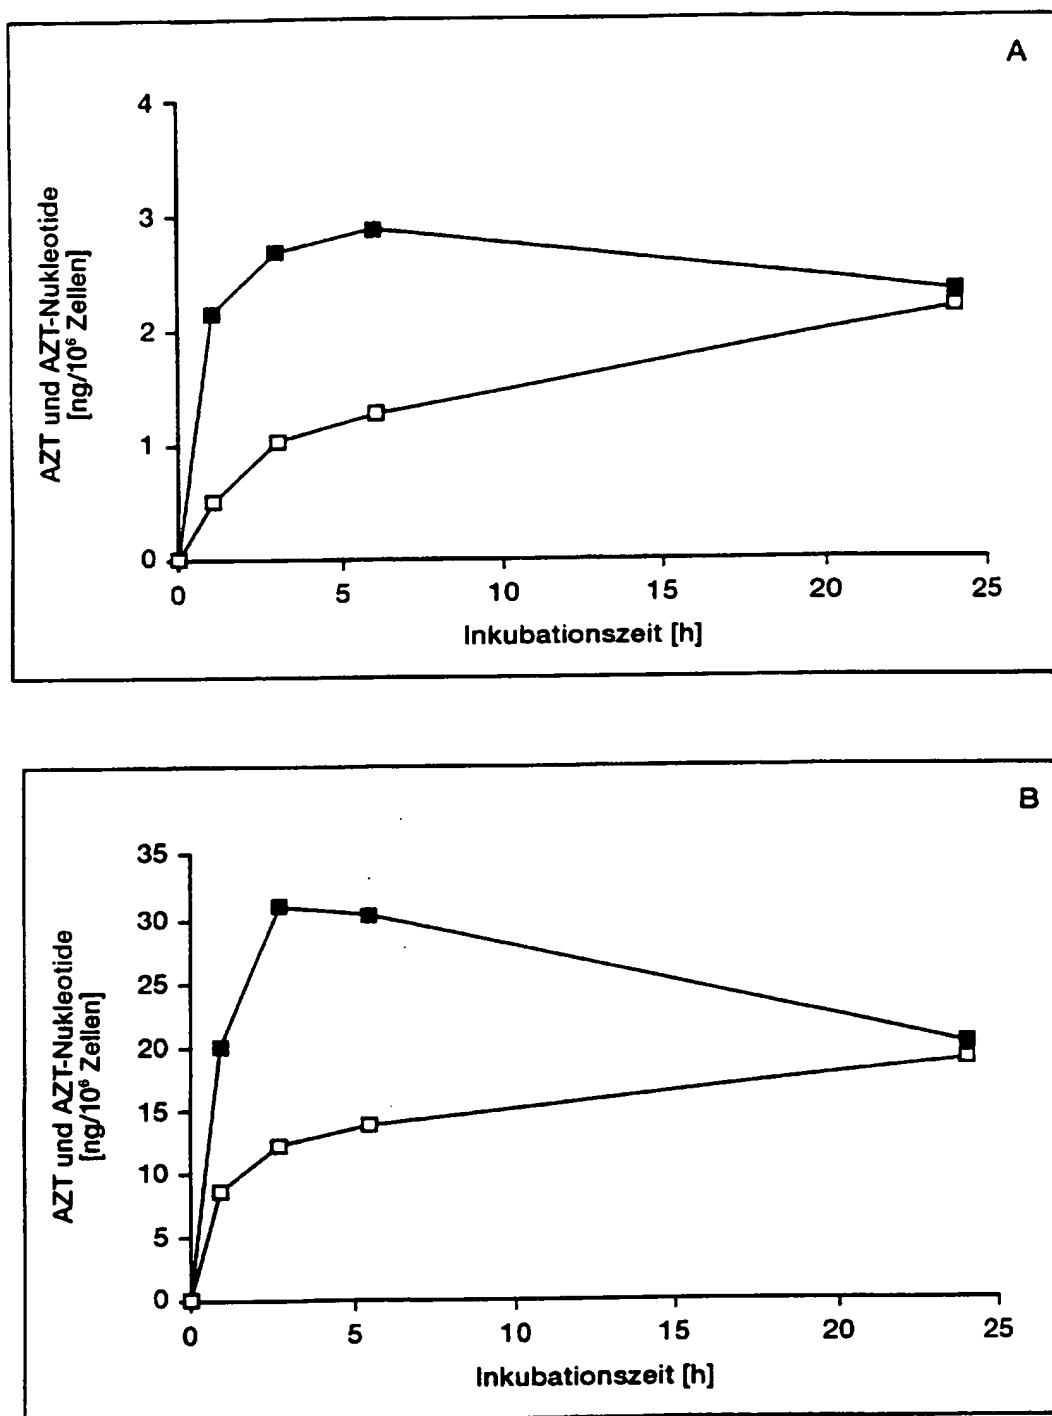 A
4
3
2
1
0
AZT und AZT-Nukleotide
[ng/10⁶ Zellen]
0 5 10 15 20 25
Inkubationszeit [h]
B
35
30
25
20
15
10
5
0
AZT und AZT-Nukleotide
[ng/10⁶ Zellen]
0 5 10 15 20 25
Inkubationszeit [h]